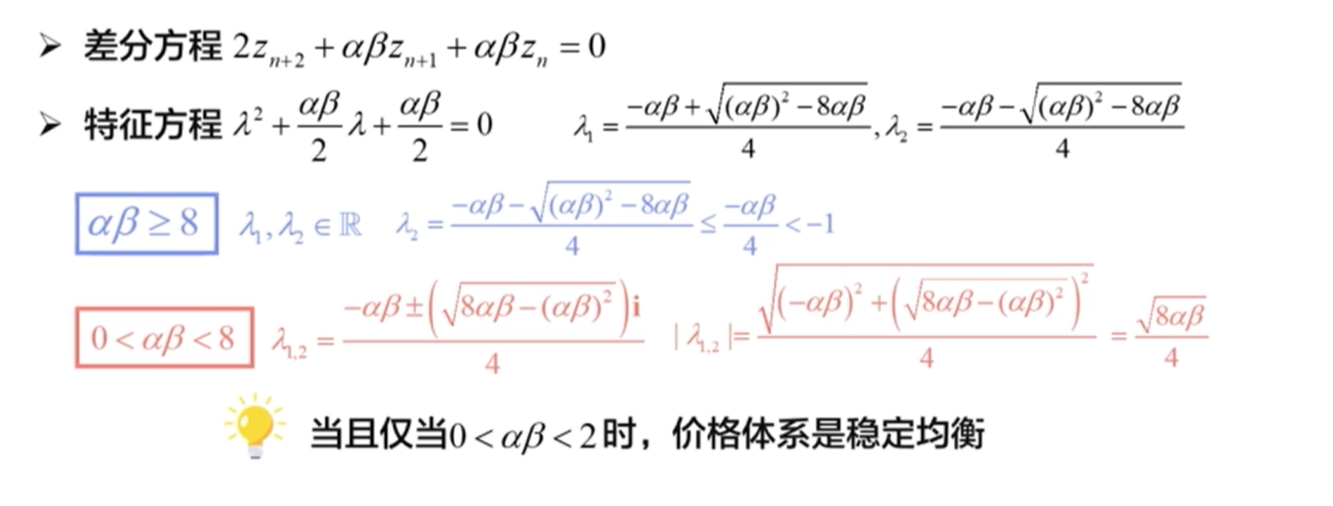 ➢ 差分方程 $2z_{n+2}+\alpha\beta z_{n+1}+\alpha\beta z_n=0$
➢ 特征方程 $\lambda^2+\frac{\alpha\beta}{2}\lambda+\frac{\alpha\beta}{2}=0$ $\lambda_1=\frac{-\alpha\beta+\sqrt{(\alpha\beta)^2-8\alpha\beta}}{4},\lambda_2=\frac{-\alpha\beta-\sqrt{(\alpha\beta)^2-8\alpha\beta}}{4}$
$\alpha\beta\geq 8$ $\lambda_1,\lambda_2\in\mathbb{R}$ $\lambda_2=\frac{-\alpha\beta-\sqrt{(\alpha\beta)^2-8\alpha\beta}}{4}\leq\frac{-\alpha\beta}{4}<-1$
$0<\alpha\beta<8$ $\lambda_{1,2}=\frac{-\alpha\beta\pm\left(\sqrt{8\alpha\beta-(\alpha\beta)^2}\right)\mathbf{i}}{4}$ $|\lambda_{1,2}|=\frac{\sqrt{(-\alpha\beta)^2+\left(\sqrt{8\alpha\beta-(\alpha\beta)^2}\right)^2}}{4}=\frac{\sqrt{8\alpha\beta}}{4}$
当且仅当$0<\alpha\beta<2$时，价格体系是稳定均衡